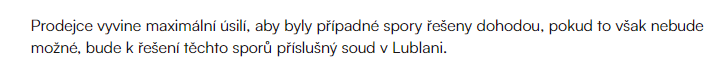 Prodejce vyvine maximální úsilí, aby byly případné spory řešeny dohodou, pokud to však nebude
možné, bude k řešení těchto sporů příslušný soud v Lublani.